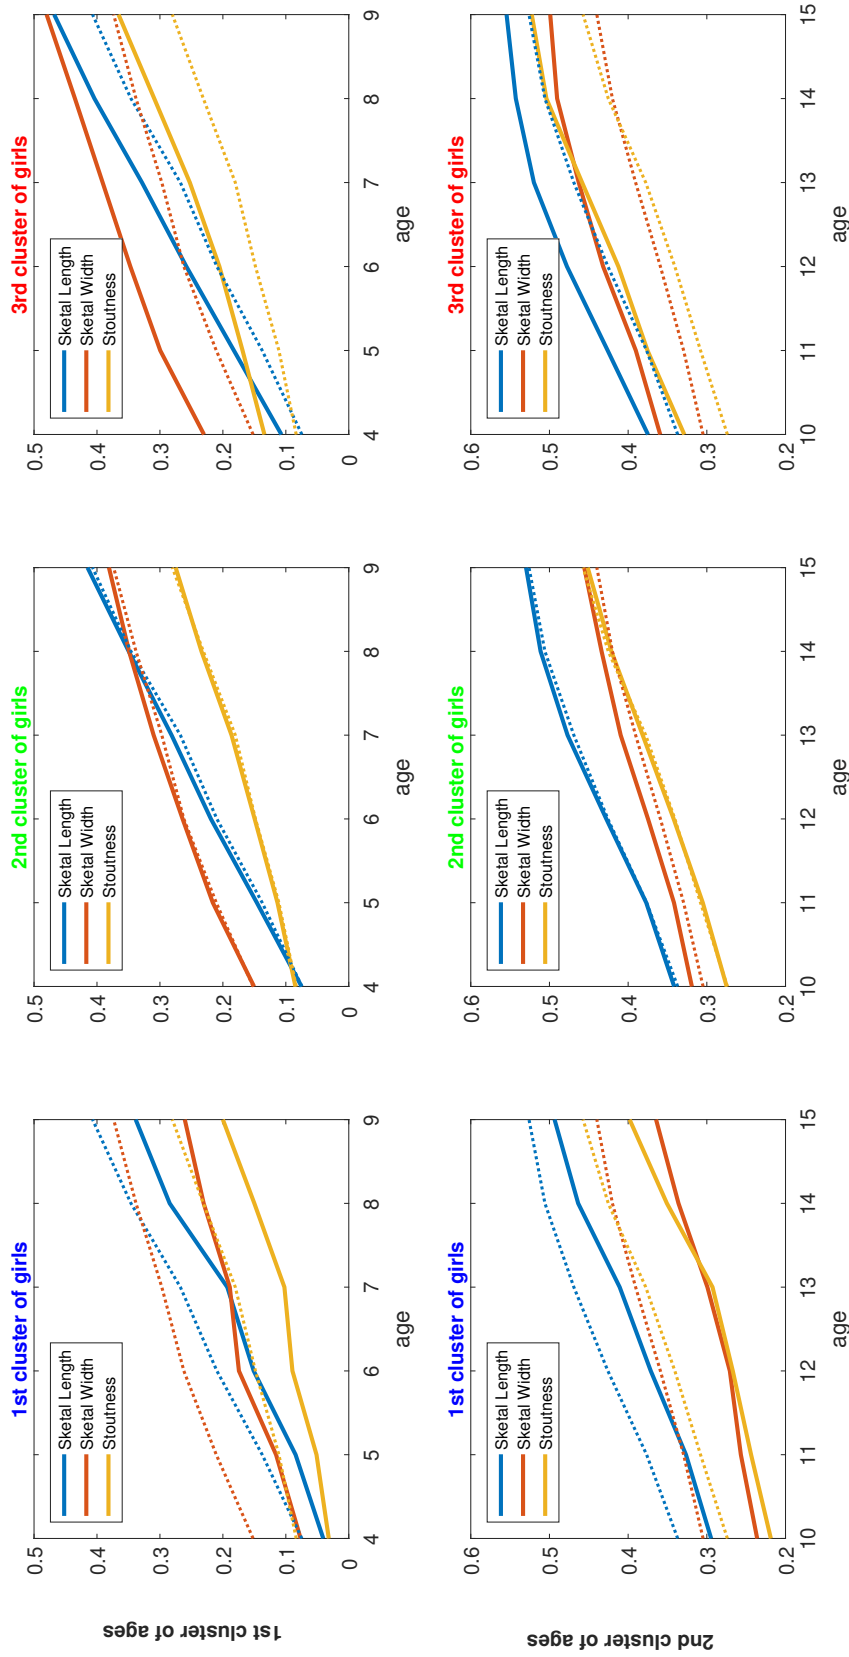 1st cluster of girls
1st cluster of ages
0.5
0.4
0.3
0.2
0.1
0
Sketal Length
Sketal Width
Stoutness
4 5 6 7 8 9
age
2nd cluster of girls
0.5
0.4
0.3
0.2
0.1
0
Sketal Length
Sketal Width
Stoutness
4 5 6 7 8 9
age
3rd cluster of girls
0.5
0.4
0.3
0.2
0.1
0
Sketal Length
Sketal Width
Stoutness
4 5 6 7 8 9
age
1st cluster of girls
2nd cluster of ages
0.6
0.5
0.4
0.3
0.2
Sketal Length
Sketal Width
Stoutness
10 11 12 13 14 15
age
2nd cluster of girls
0.6
0.5
0.4
0.3
0.2
Sketal Length
Sketal Width
Stoutness
10 11 12 13 14 15
age
3rd cluster of girls
0.6
0.5
0.4
0.3
0.2
Sketal Length
Sketal Width
Stoutness
10 11 12 13 14 15
age